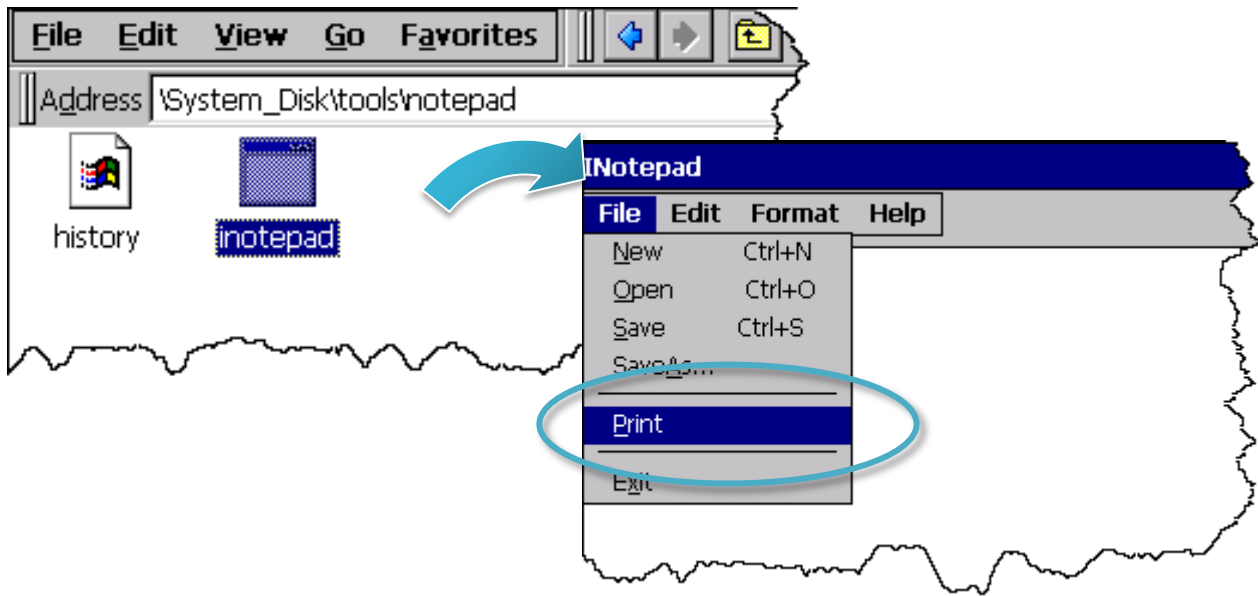 File Edit View Go Favorites
Address \System_Disk\tools\notepad
history inotepad
INotepad
File Edit Format Help
New Ctrl+N
Open Ctrl+O
Save Ctrl+S
SaveAs...
Print
Exit